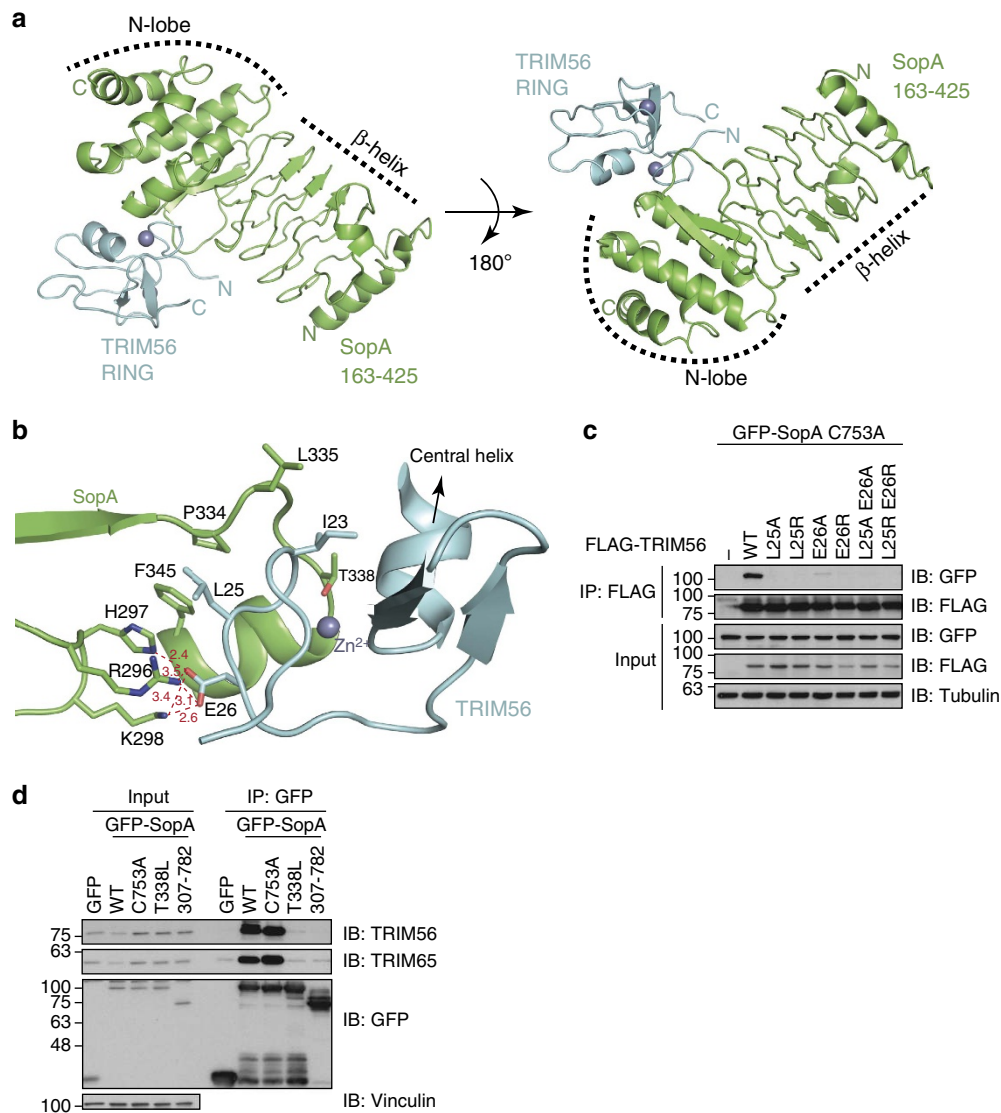 a
N-lobe
C
β-helix
N
C
TRIM56
RING
N
SopA
163-425
180°
TRIM56
RING
N
SopA
163-425
C
N
β-helix
C
N-lobe
b
SopA
L335
Central helix
P334
I23
F345
L25
T338
H297
2.4
Zn2+
R296
3.5
3.4
3.1
E26
TRIM56
2.6
K298
c
GFP-SopA C753A
FLAG-TRIM56
–
WT
L25A
L25R
E26A
E26R
L25A E26A
L25R E26R
IP: FLAG
100
IB: GFP
100
75
IB: FLAG
Input
100
IB: GFP
100
75
IB: FLAG
63
IB: Tubulin
d
Input
IP: GFP
GFP-SopA
GFP-SopA
GFP
WT
C753A
T338L
307-782
GFP
WT
C753A
T338L
307-782
75
IB: TRIM56
63
IB: TRIM65
100
75
63
48
IB: GFP
100
IB: Vinculin